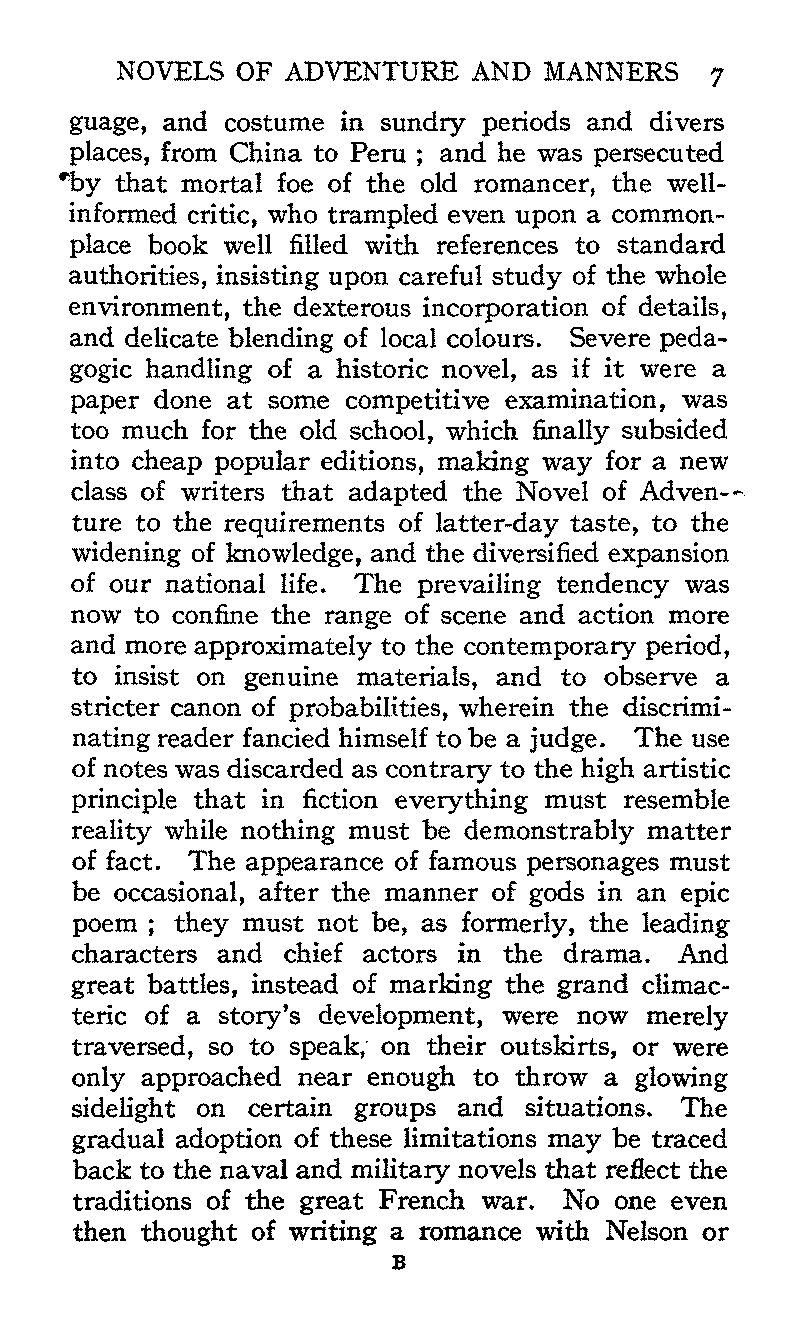 NOVELS OF ADVENTURE AND MANNERS 7
guage, and costume in sundry periods and divers
places, from China to Peru ; and he was persecuted
by that mortal foe of the old romancer, the well-
informed critic, who trampled even upon a common-
place book well filled with references to standard
authorities, insisting upon careful study of the whole
environment, the dexterous incorporation of details,
and delicate blending of local colours. Severe peda-
gogic handling of a historic novel, as if it were a
paper done at some competitive examination, was
too much for the old school, which finally subsided
into cheap popular editions, making way for a new
class of writers that adapted the Novel of Adven-
ture to the requirements of latter-day taste, to the
widening of knowledge, and the diversified expansion
of our national life. The prevailing tendency was
now to confine the range of scene and action more
and more approximately to the contemporary period,
to insist on genuine materials, and to observe a
stricter canon of probabilities, wherein the discrimi-
nating reader fancied himself to be a judge. The use
of notes was discarded as contrary to the high artistic
principle that in fiction everything must resemble
reality while nothing must be demonstrably matter
of fact. The appearance of famous personages must
be occasional, after the manner of gods in an epic
poem ; they must not be, as formerly, the leading
characters and chief actors in the drama. And
great battles, instead of marking the grand climac-
teric of a story's development, were now merely
traversed, so to speak, on their outskirts, or were
only approached near enough to throw a glowing
sidelight on certain groups and situations. The
gradual adoption of these limitations may be traced
back to the naval and military novels that reflect the
traditions of the great French war. No one even
then thought of writing a romance with Nelson or
B